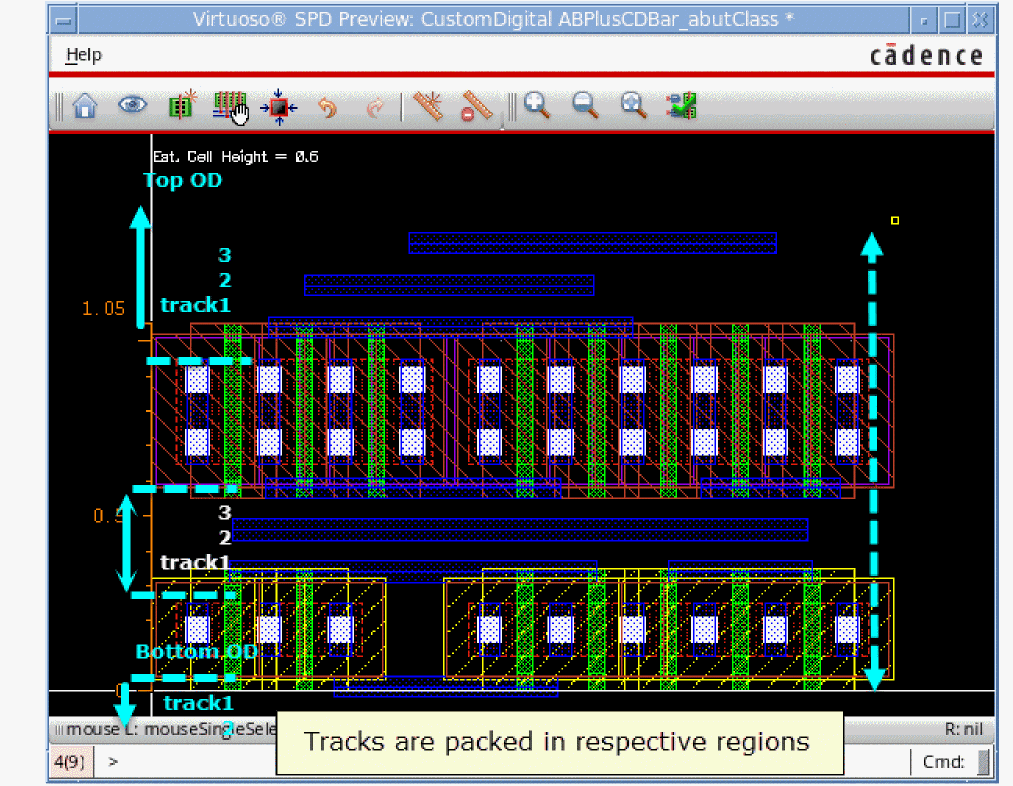 Virtuoso® SPD Preview: CustomDigital ABPlusCDBar_abutClass *
Help
cādence
Est. Cell Height = 0.6
Top OD
3
2
1.05
track1
3
0.5
2
track1
Bottom OD
0
track1
2
mouse L: mouseSingleSele
R: nil
Tracks are packed in respective regions
4(9)
>
Cmd: